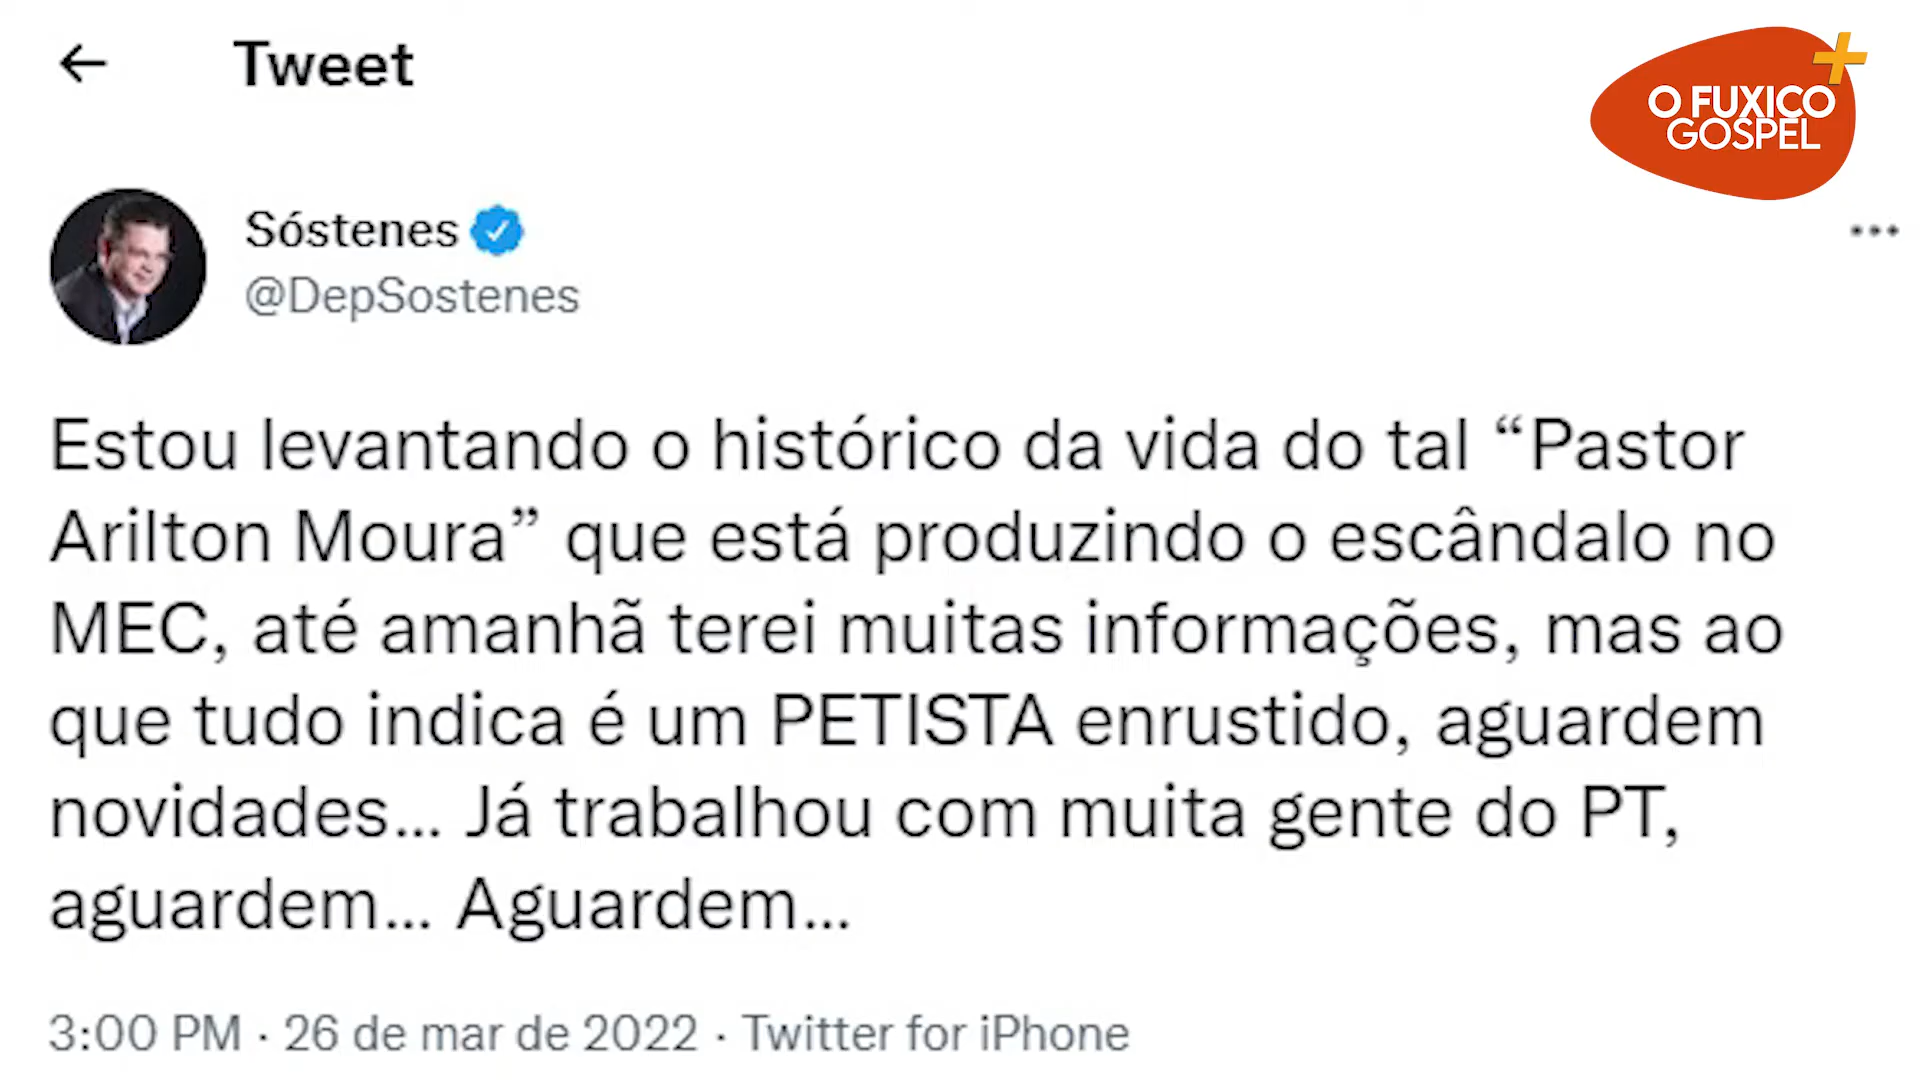 ← Tweet
O FUXICO
GOSPEL
Sóstenes
@DepSostenes
Estou levantando o histórico da vida do tal “Pastor
Arilton Moura” que está produzindo o escândalo no
MEC, até amanhã terei muitas informações, mas ao
que tudo indica é um PETISTA enrustido, aguardem
novidades... Já trabalhou com muita gente do PT,
aguardem... Aguardem...
3:00 PM · 26 de mar de 2022 · Twitter for iPhone